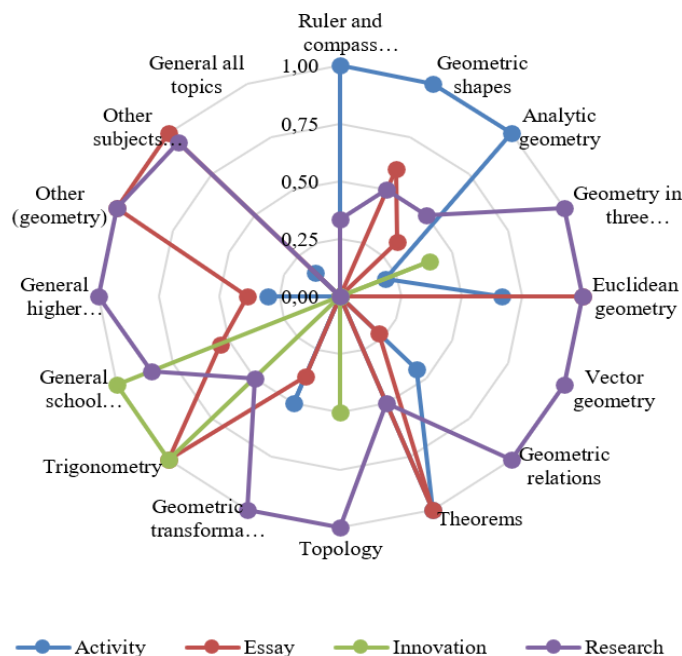 Ruler and
compass…
General all
topics
1,00
Geometric
shapes
Other
subjects…
0,75
Analytic
geometry
Other
(geometry)
0,50
Geometry in
three…
0,25
General
higher…
0,00
Euclidean
geometry
General
school…
Vector
geometry
Trigonometry
Geometric
relations
Geometric
transforma…
Theorems
Topology
Activity Essay Innovation Research